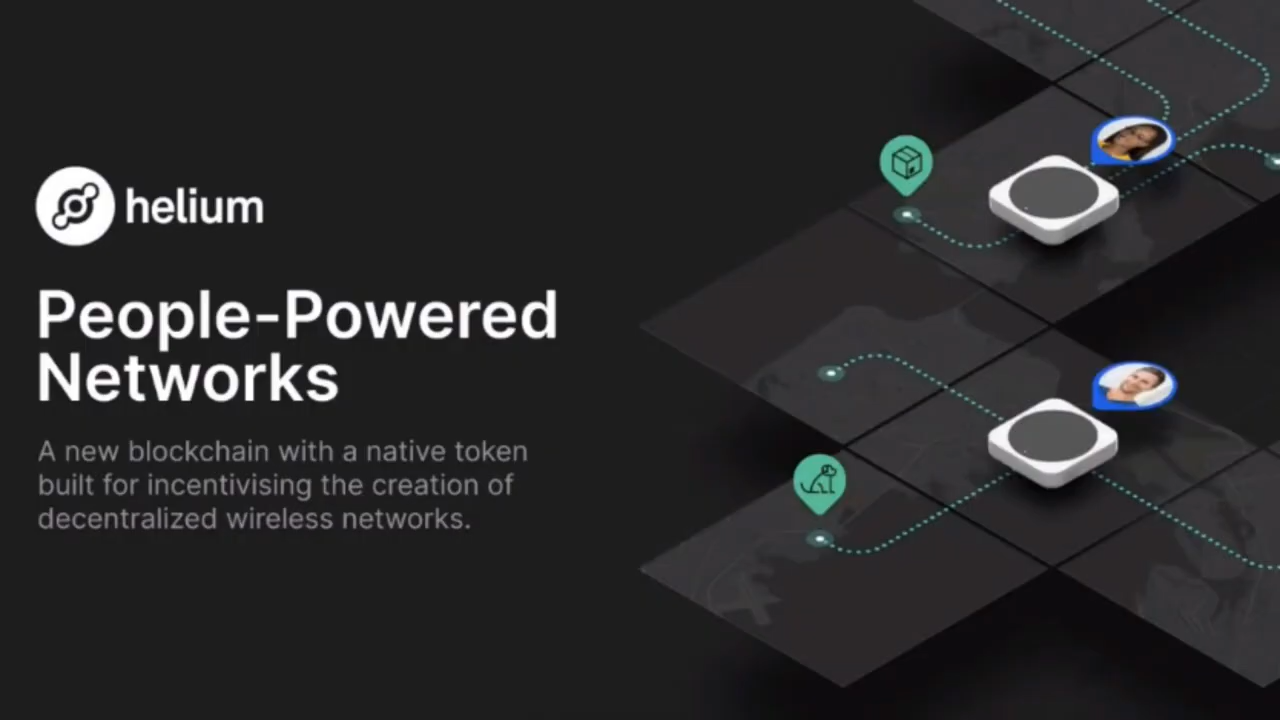 helium
People-Powered
Networks
A new blockchain with a native token
built for incentivising the creation of
decentralized wireless networks.